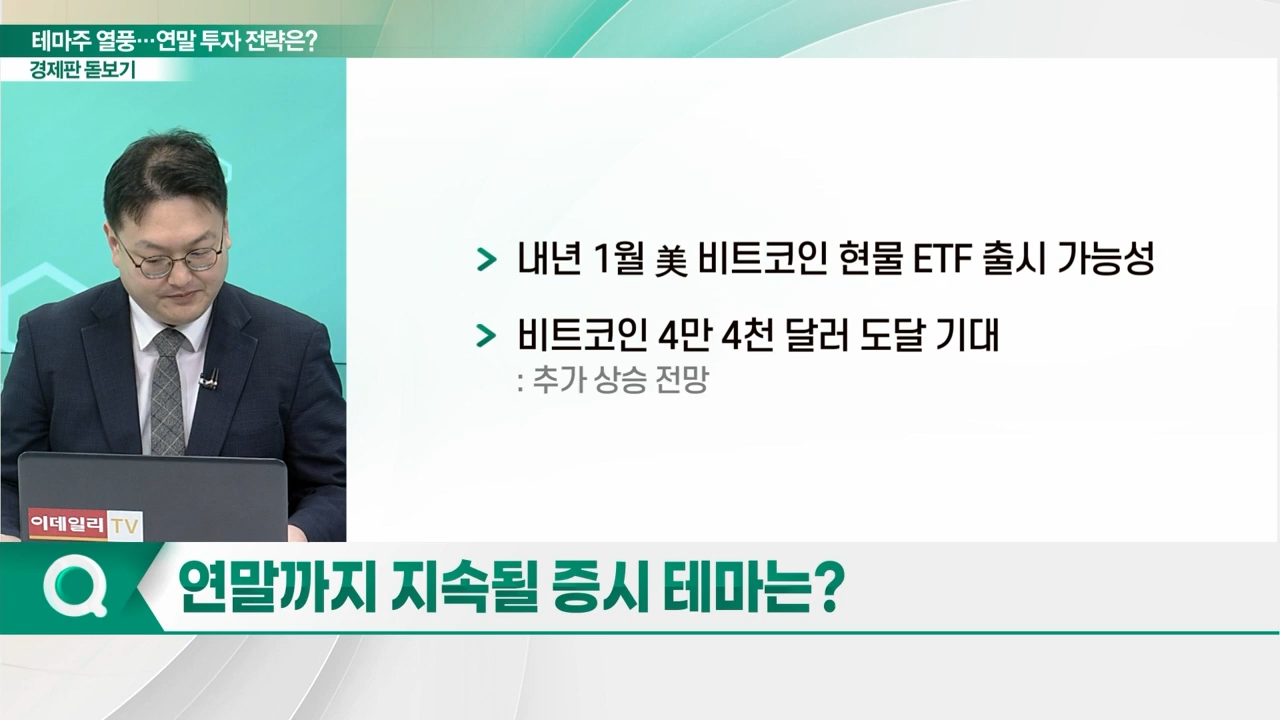 테마주 열풍…연말 투자 전략은?
경제판 돋보기
> 내년 1월 美 비트코인 현물 ETF 출시 가능성
> 비트코인 4만 4천 달러 도달 기대
: 추가 상승 전망
이데일리 TV
Q 연말까지 지속될 증시 테마는?